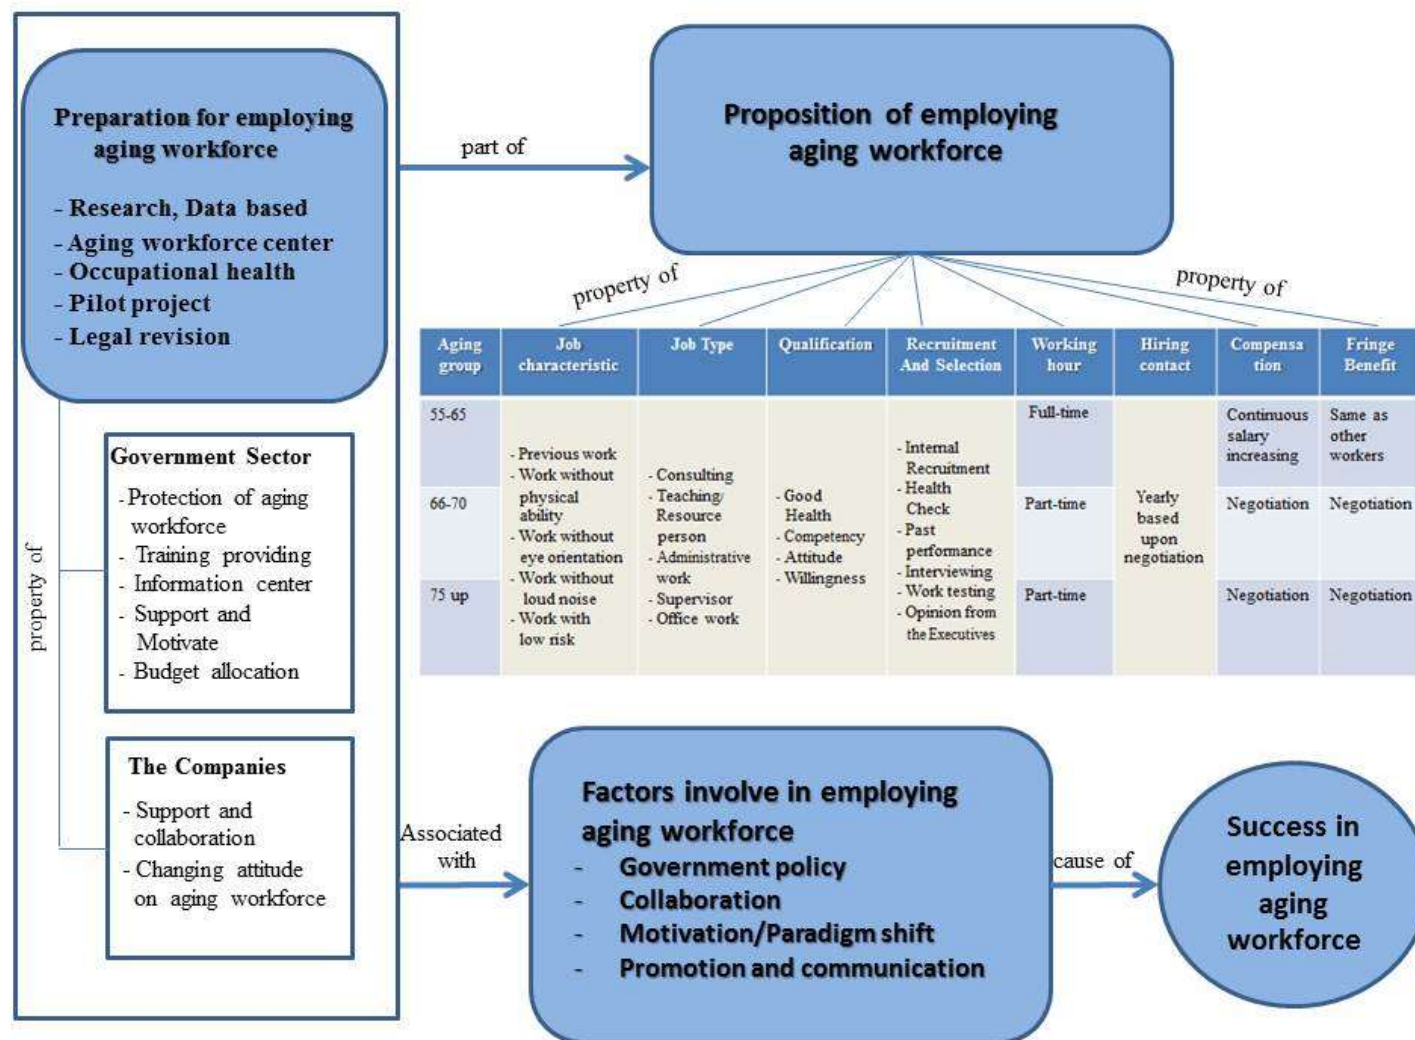 Preparation for employing
aging workforce
- Research, Data based
- Aging workforce center
- Occupational health
- Pilot project
- Legal revision
property of
Government Sector
- Protection of aging
workforce
- Training providing
- Information center
- Support and
Motivate
- Budget allocation
The Companies
- Support and
collaboration
- Changing attitude
on aging workforce
part of
Proposition of employing
aging workforce
property of
property of
Aging
group
Job
characteristic
Job Type
Qualification
Recruitment
And Selection
Working
hour
Hiring
contact
Compensa
tion
Fringe
Benefit
55-65
66-70
75 up
- Previous work
- Work without
physical
ability
- Work without
eye orientation
- Work without
loud noise
- Work with
low risk
- Consulting
- Teaching/
Resource
person
- Administrative
work
- Supervisor
- Office work
- Good
Health
- Competency
- Attitude
- Willingness
- Internal
Recruitment
- Health
Check
- Past
performance
- Interviewing
- Work testing
- Opinion from
the Executives
Full-time
Part-time
Part-time
Yearly
based
upon
negotiation
Continuous
salary
increasing
Negotiation
Negotiation
Same as
other
workers
Negotiation
Negotiation
Associated
with
Factors involve in employing
aging workforce
- Government policy
- Collaboration
- Motivation/Paradigm shift
- Promotion and communication
cause of
Success in
employing
aging
workforce